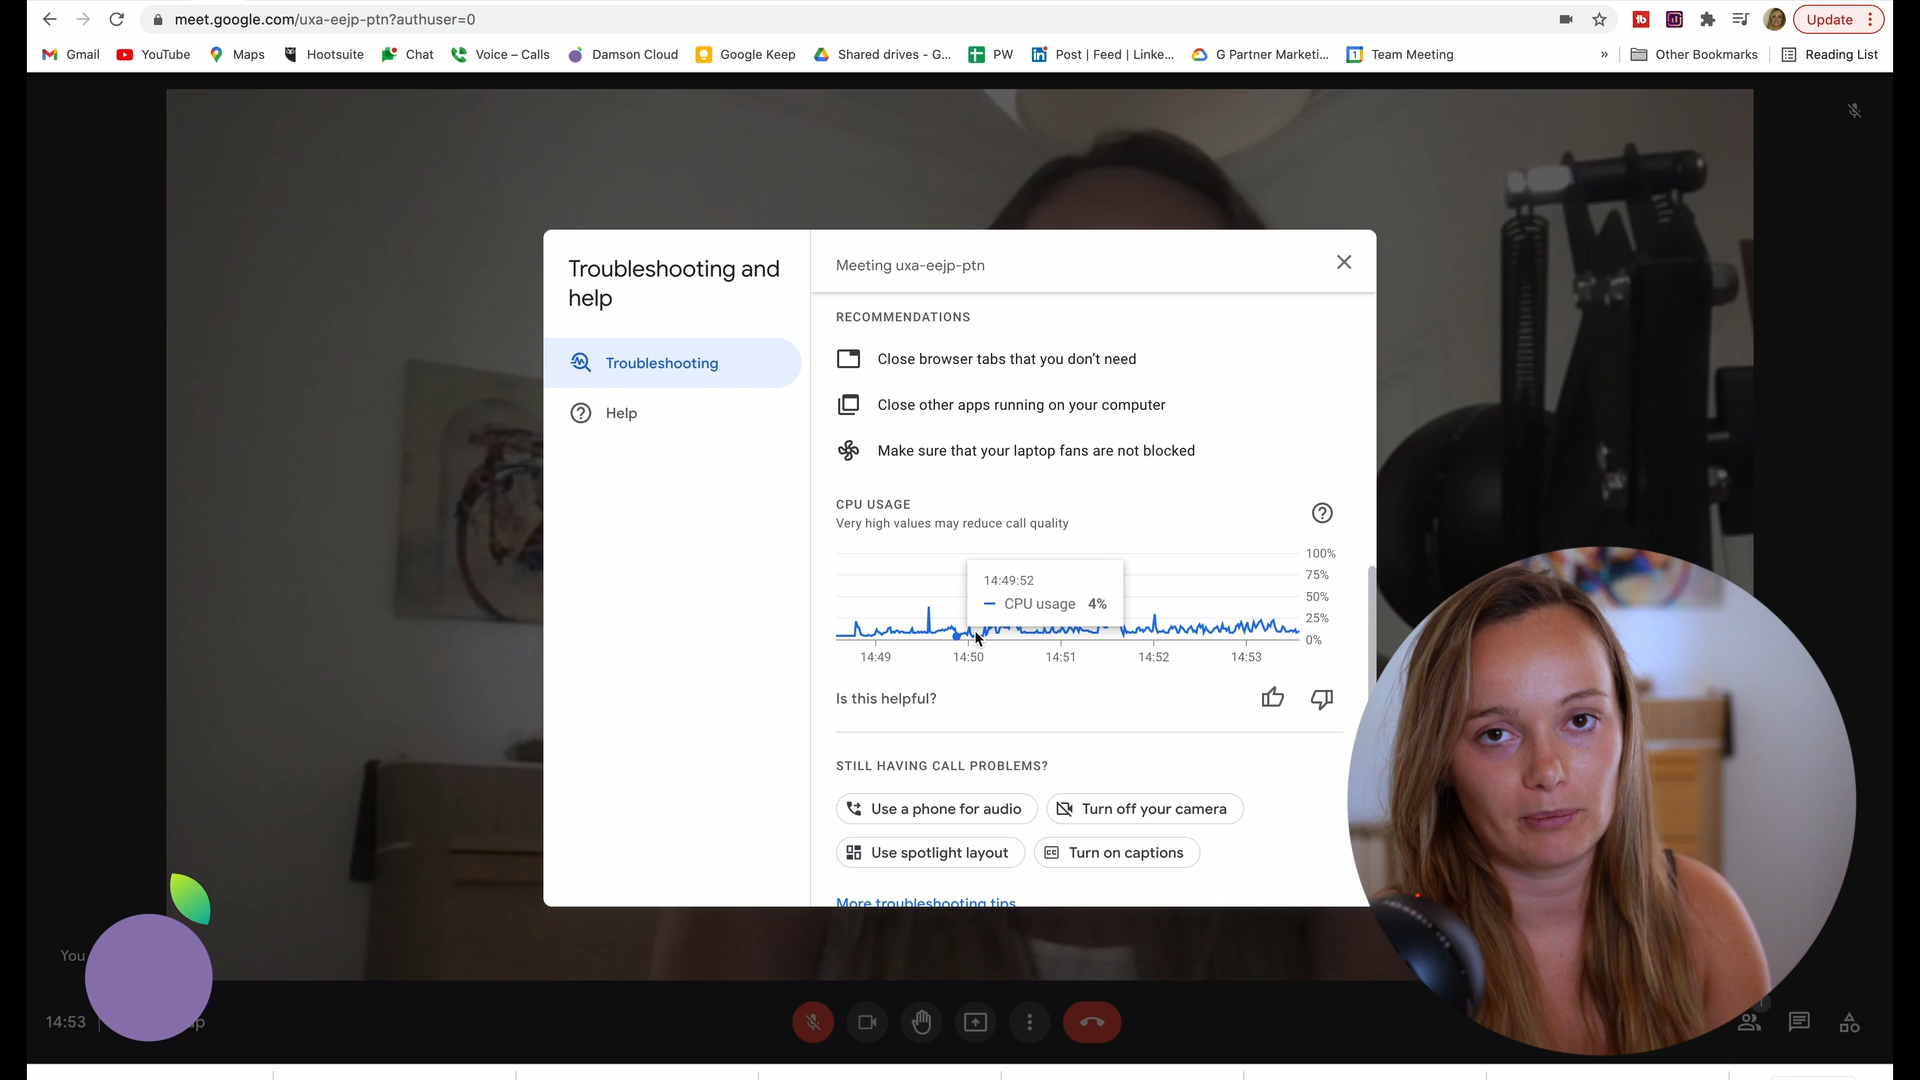 meet.google.com/uxa-eejp-ptn?authuser=0
Update
Gmail
YouTube
Maps
Hootsuite
Chat
Voice – Calls
Damson Cloud
Google Keep
Shared drives - G...
PW
Post | Feed | Linke...
G Partner Marketi...
Team Meeting
»
Other Bookmarks
Reading List
Troubleshooting and
help
Troubleshooting
Help
Meeting uxa-eejp-ptn
RECOMMENDATIONS
Close browser tabs that you don't need
Close other apps running on your computer
Make sure that your laptop fans are not blocked
CPU USAGE
Very high values may reduce call quality
100%
75%
50%
25%
0%
14:49:52
CPU usage 4%
14:49 14:50 14:51 14:52 14:53
Is this helpful?
STILL HAVING CALL PROBLEMS?
Use a phone for audio
Turn off your camera
Use spotlight layout
Turn on captions
More troubleshooting tips
You
14:53